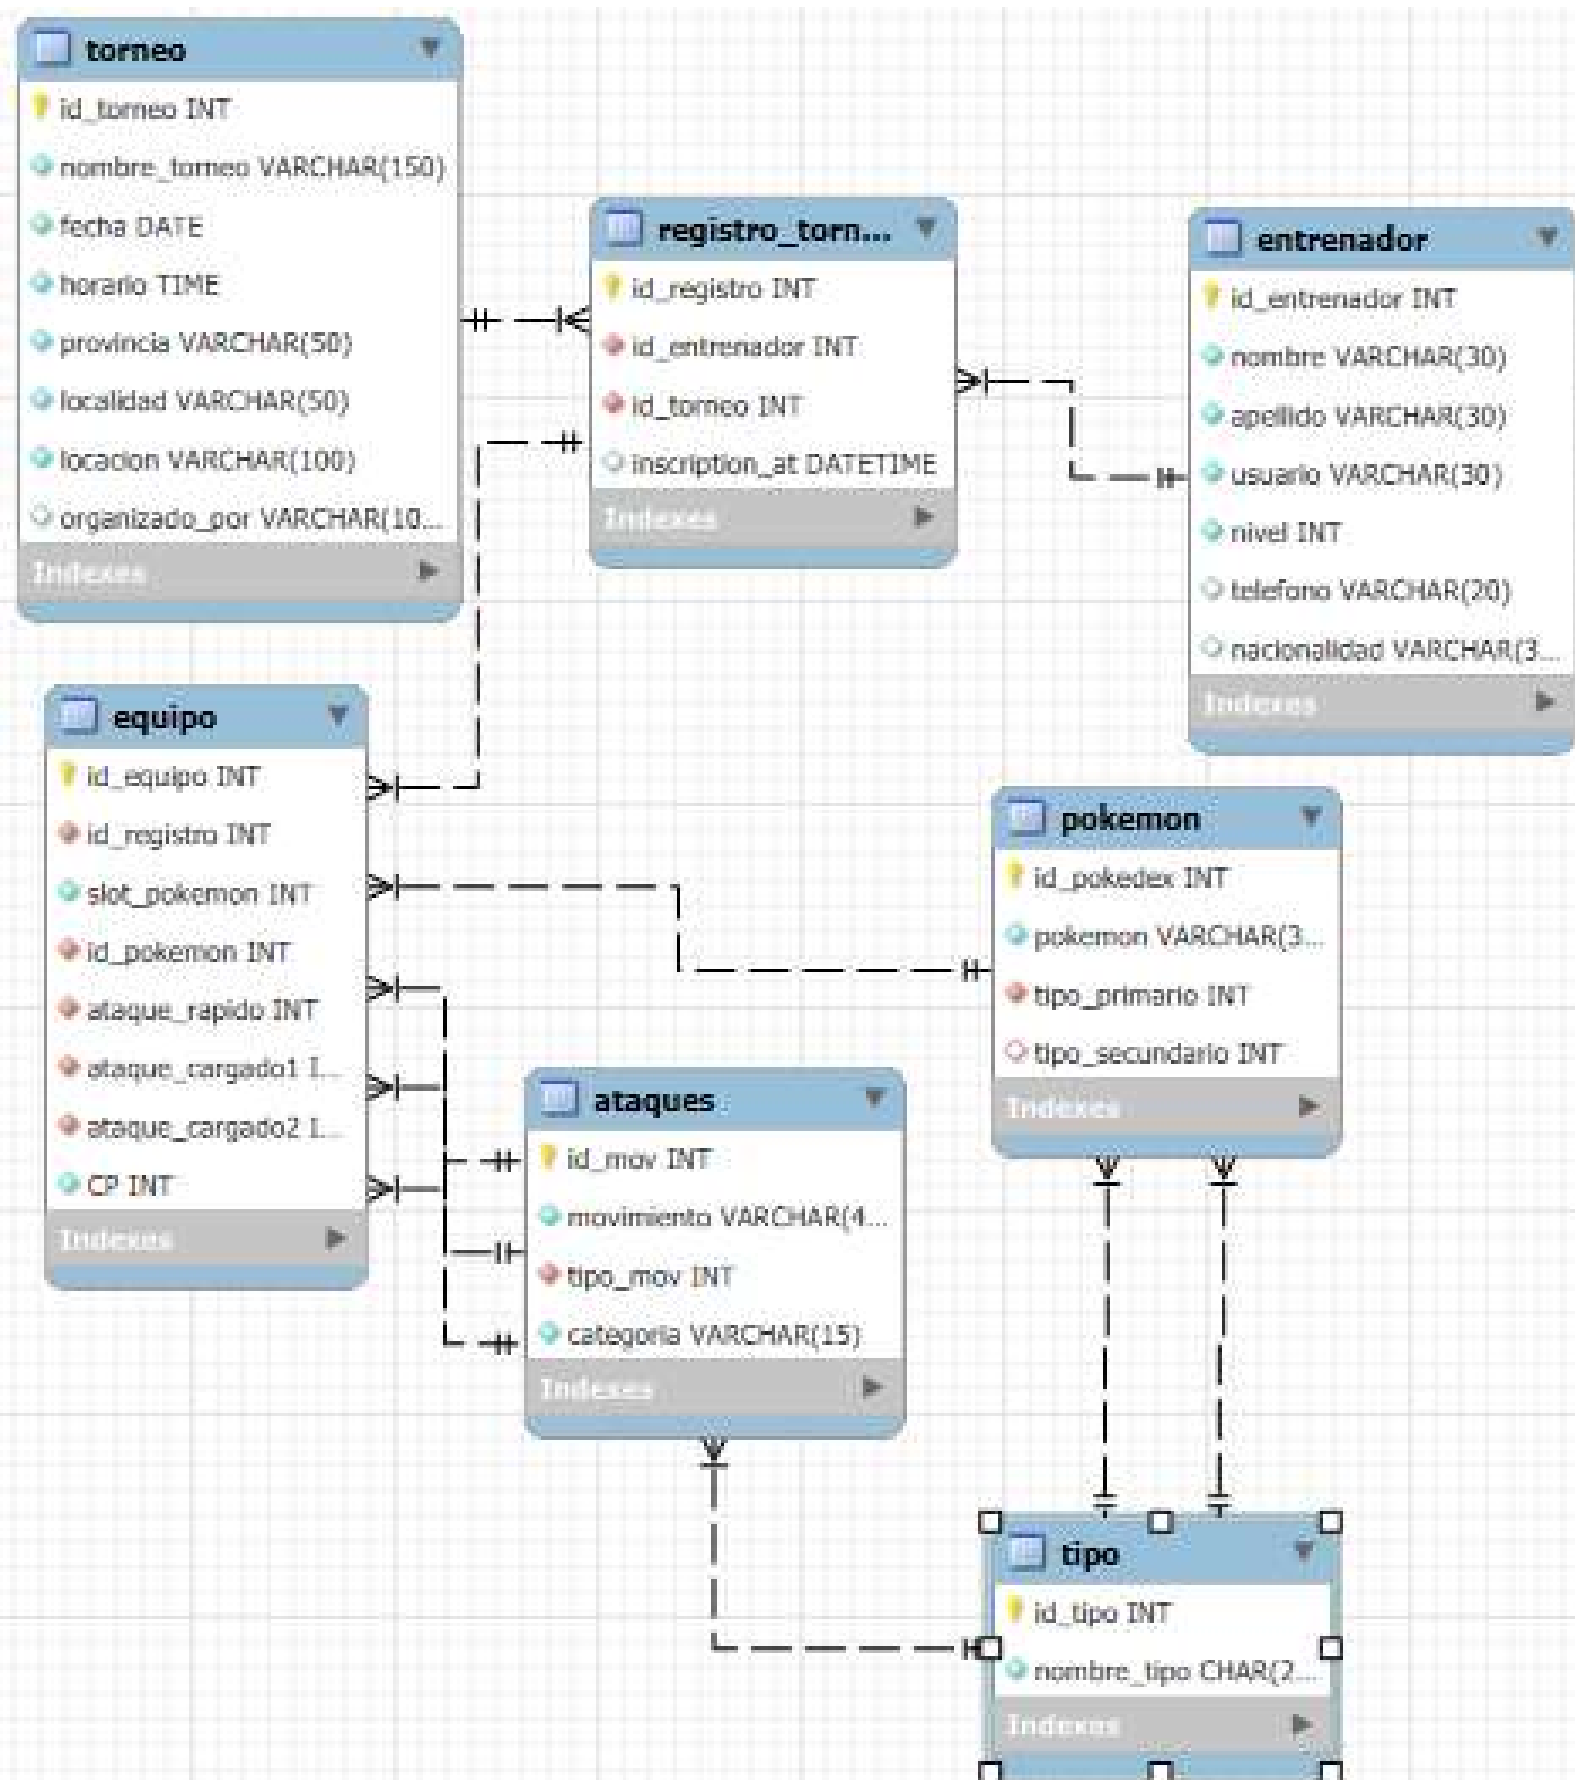 torneo
id_torneo INT
nombre_torneo VARCHAR(150)
fecha DATE
horario TIME
provincia VARCHAR(50)
localidad VARCHAR(50)
locacion VARCHAR(100)
organizado_por VARCHAR(10...
Indexes
registro_torn...
id_registro INT
id_entrenador INT
id_torneo INT
inscription_at DATETIME
Indexes
entrenador
id_entrenador INT
nombre VARCHAR(30)
apellido VARCHAR(30)
usuario VARCHAR(30)
nivel INT
telefono VARCHAR(20)
nacionalidad VARCHAR(3...
Indexes
equipo
id_equipo INT
id_registro INT
slot_pokemon INT
id_pokemon INT
ataque_rapido INT
ataque_cargado1 I...
ataque_cargado2 I...
CP INT
Indexes
pokemon
id_pokedex INT
pokemon VARCHAR(3...
tipo_primario INT
tipo_secundario INT
Indexes
ataques
id_mov INT
movimiento VARCHAR(4...
tipo_mov INT
categoria VARCHAR(15)
Indexes
tipo
id_tipo INT
nombre_tipo CHAR(2...
Indexes